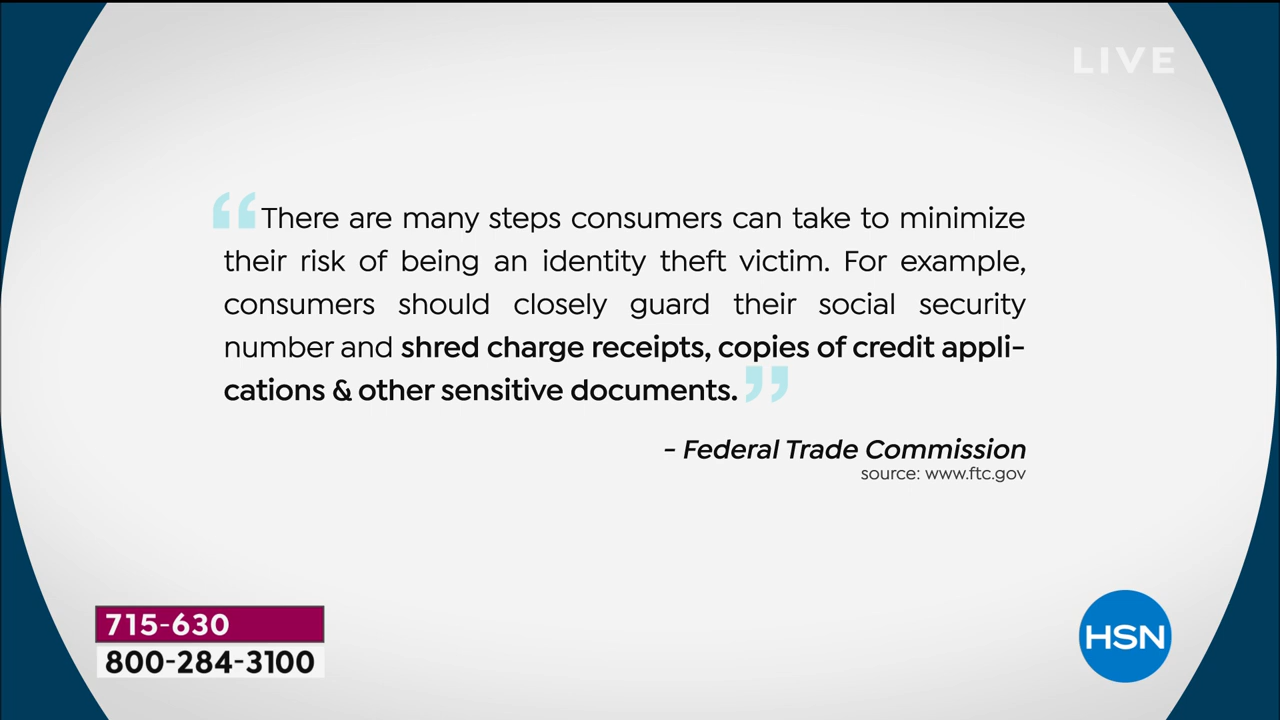 LIVE
“There are many steps consumers can take to minimize
their risk of being an identity theft victim. For example,
consumers should closely guard their social security
number and shred charge receipts, copies of credit appli-
cations & other sensitive documents.”
- Federal Trade Commission
source: www.ftc.gov
715-630
800-284-3100
HSN